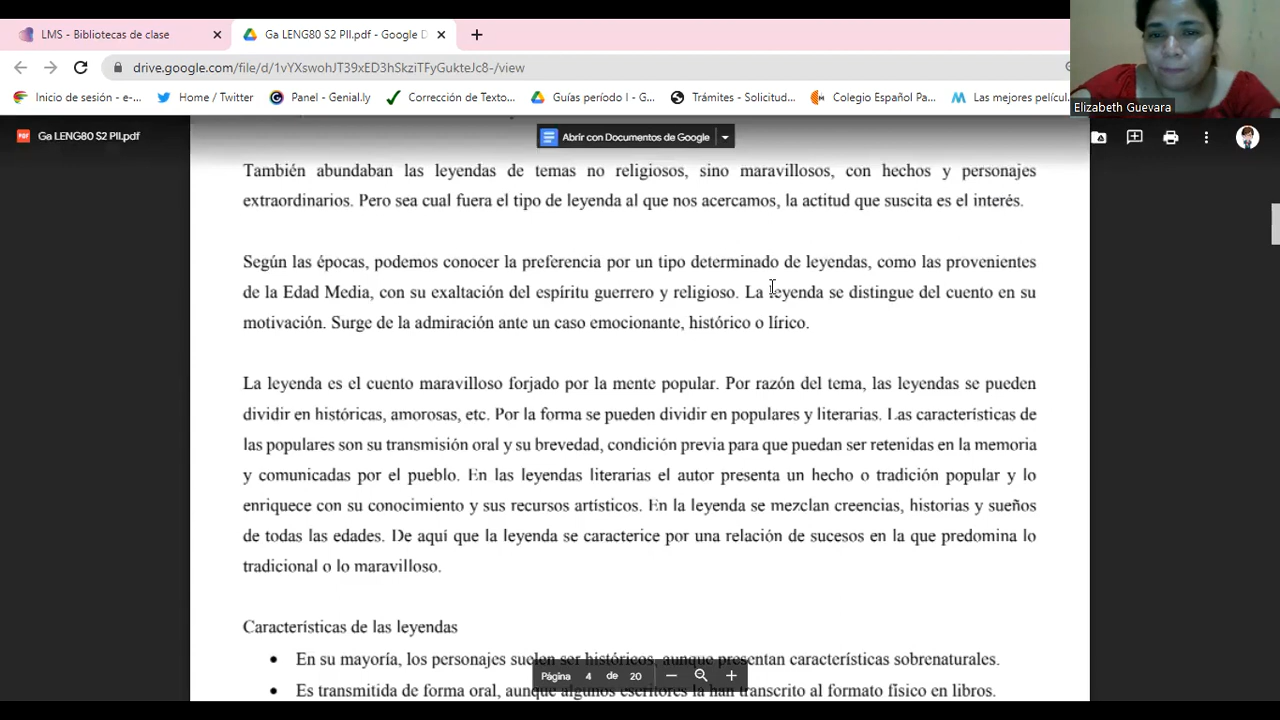 LMS - Bibliotecas de clase
Ga LENG80 S2 PII.pdf - Google D
drive.google.com/file/d/1vYXswohJT39xED3hSkziTFyGukteJc8-/view
Inicio de sesión - e-...
Home / Twitter
Panel - Genial.ly
Corrección de Texto...
Guías período I - G...
Trámites - Solicitud...
Colegio Español Pa...
Las mejores películ...
Elizabeth Guevara
Ga LENG80 S2 PII.pdf
Abrir con Documentos de Google
También abundaban las leyendas de temas no religiosos, sino maravillosos, con hechos y personajes
extraordinarios. Pero sea cual fuera el tipo de leyenda al que nos acercamos, la actitud que suscita es el interés.
Según las épocas, podemos conocer la preferencia por un tipo determinado de leyendas, como las provenientes
de la Edad Media, con su exaltación del espíritu guerrero y religioso. La leyenda se distingue del cuento en su
motivación. Surge de la admiración ante un caso emocionante, histórico o lírico.
La leyenda es el cuento maravilloso forjado por la mente popular. Por razón del tema, las leyendas se pueden
dividir en históricas, amorosas, etc. Por la forma se pueden dividir en populares y literarias. Las características de
las populares son su transmisión oral y su brevedad, condición previa para que puedan ser retenidas en la memoria
y comunicadas por el pueblo. En las leyendas literarias el autor presenta un hecho o tradición popular y lo
enriquece con su conocimiento y sus recursos artísticos. En la leyenda se mezclan creencias, historias y sueños
de todas las edades. De aquí que la leyenda se caracterice por una relación de sucesos en la que predomina lo
tradicional o lo maravilloso.
Características de las leyendas
• En su mayoría, los personajes suelen ser históricos, aunque presentan características sobrenaturales.
Página 4 de 20
• Es transmitida de forma oral, aunque algunos escritores la han transcrito al formato físico en libros.